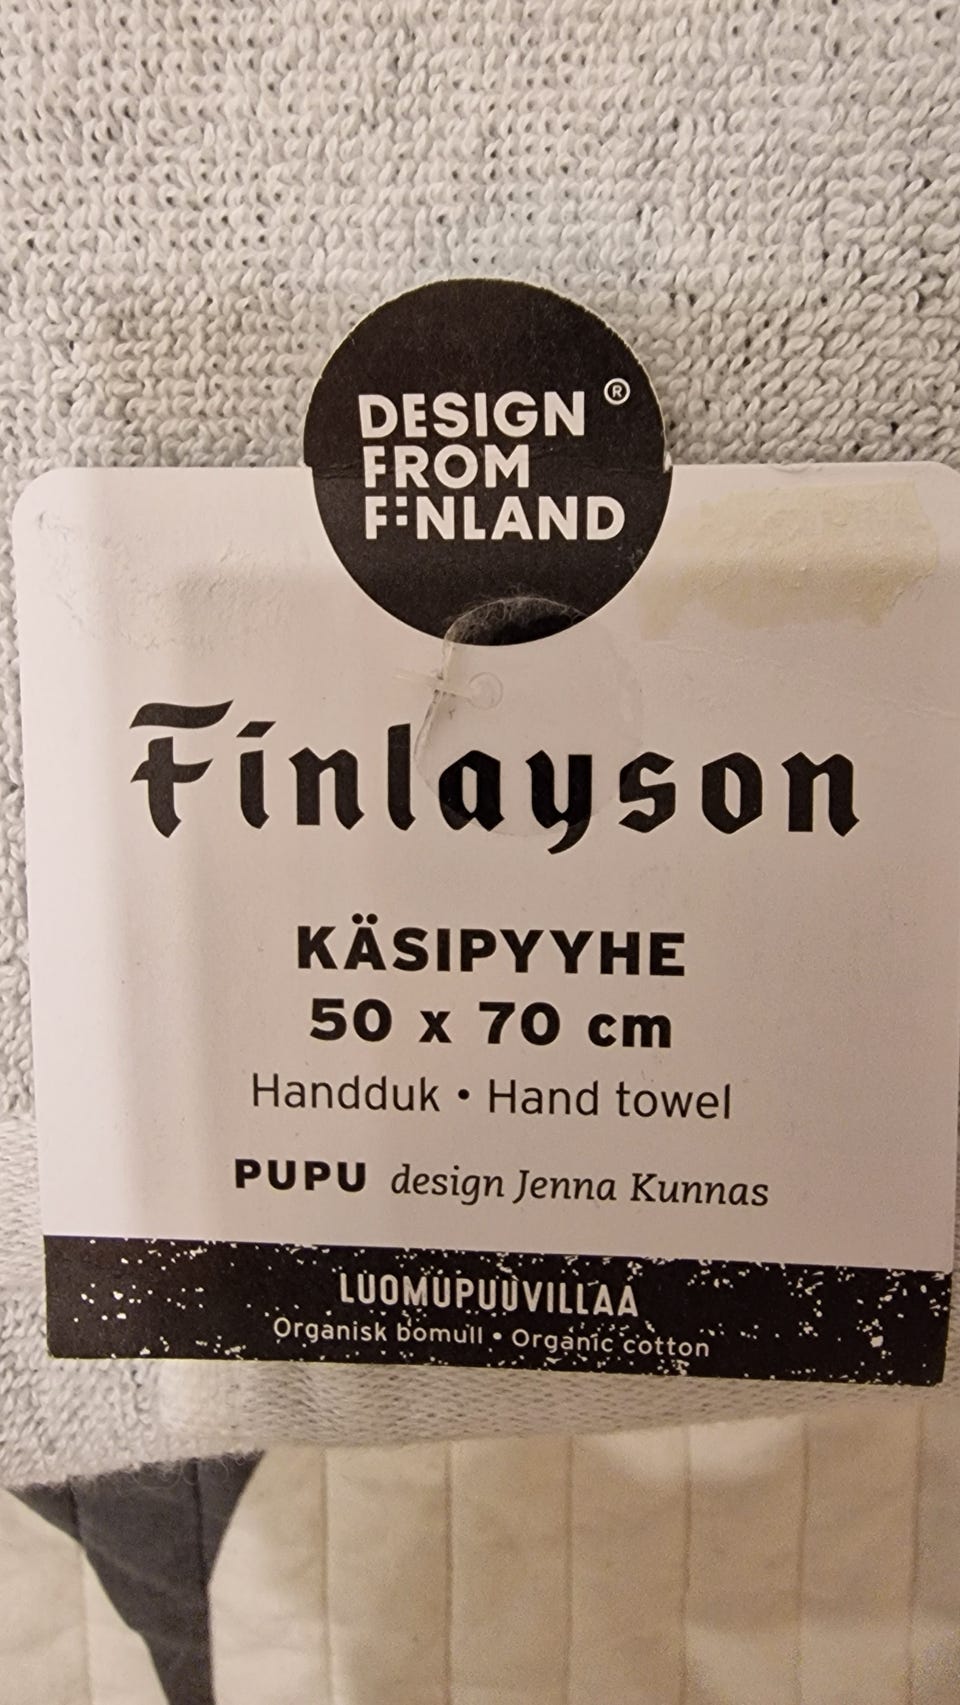 DESIGN ®
FROM
FINLAND
Finlayson
KÄSIPYYHE
50 x 70 cm
Handduk • Hand towel
PUPU design Jenna Kunnas
LUOMUPUUVILLAA
Organisk bomull • Organic cotton